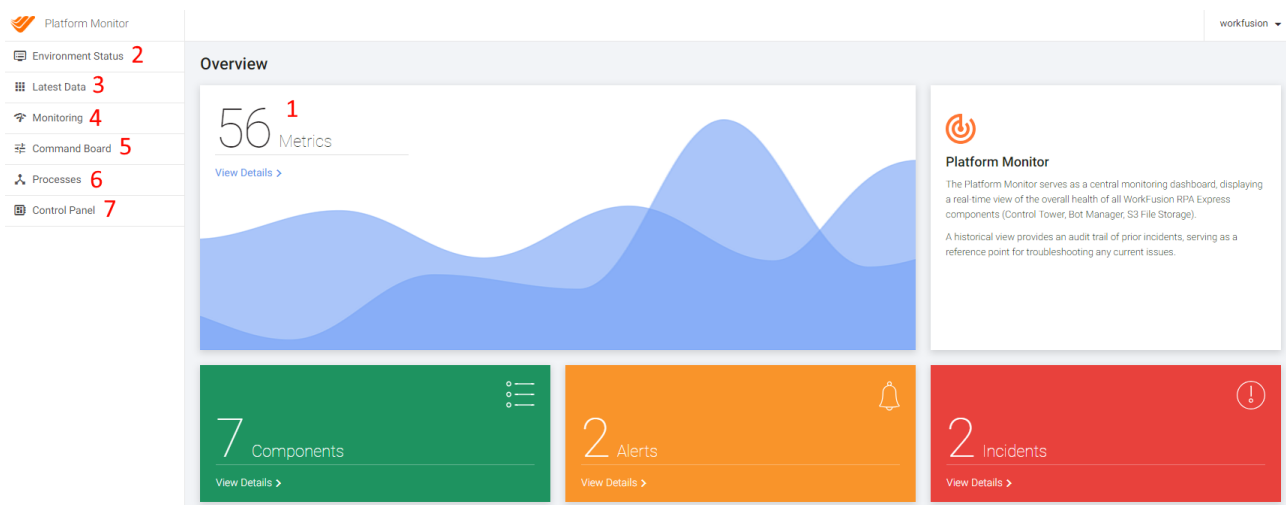 Platform Monitor
workfusion
Environment Status 2
Latest Data 3
Monitoring 4
Command Board 5
Processes 6
Control Panel 7
Overview
56 Metrics 1
View Details >
Platform Monitor
The Platform Monitor serves as a central monitoring dashboard, displaying
a real-time view of the overall health of all WorkFusion RPA Express
components (Control Tower, Bot Manager, S3 File Storage).
A historical view provides an audit trail of prior incidents, serving as a
reference point for troubleshooting any current issues.
7 Components
View Details >
2 Alerts
View Details >
2 Incidents
View Details >